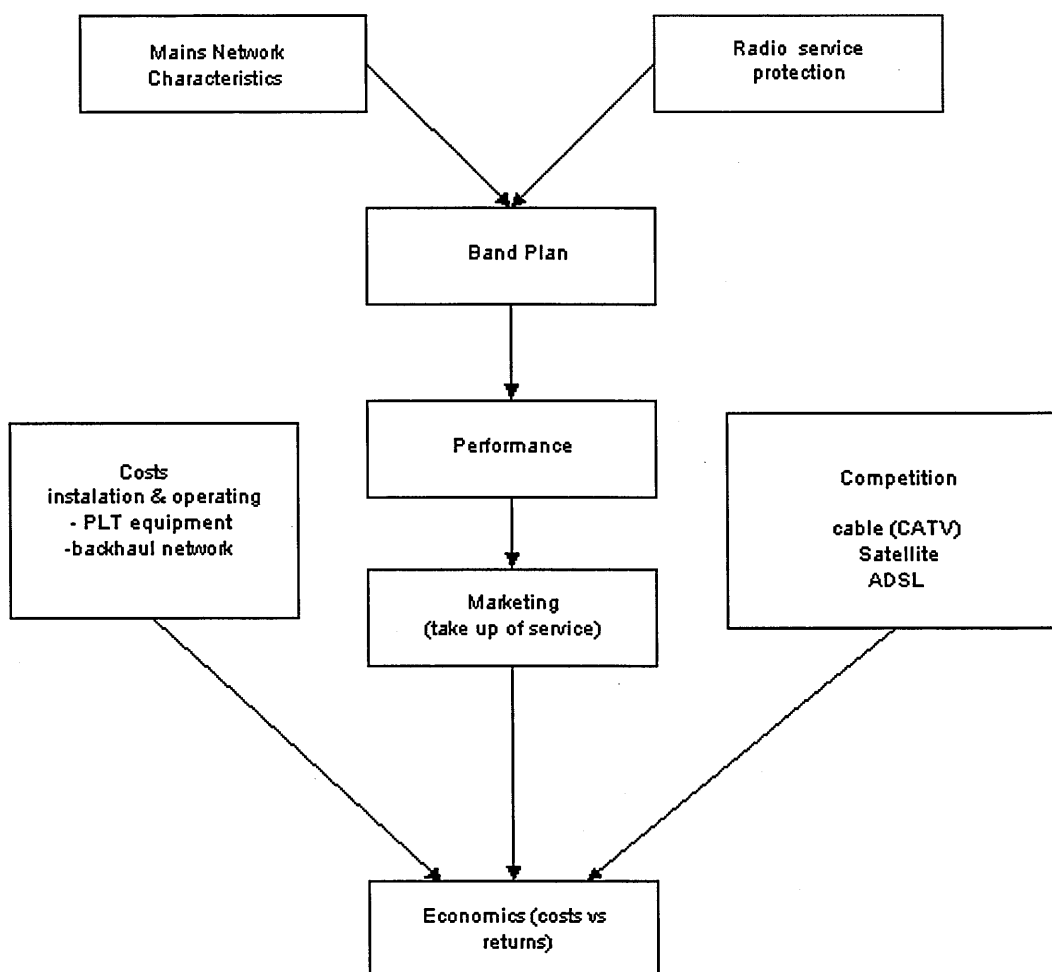 Mains Network
Characteristics
Radio service
protection
Band Plan
Performance
Costs
instalation & operating
- PLT equipment
-backhaul network
Competition
cable (CATV)
Satellite
ADSL
Marketing
(take up of service)
Economics (costs vs
returns)